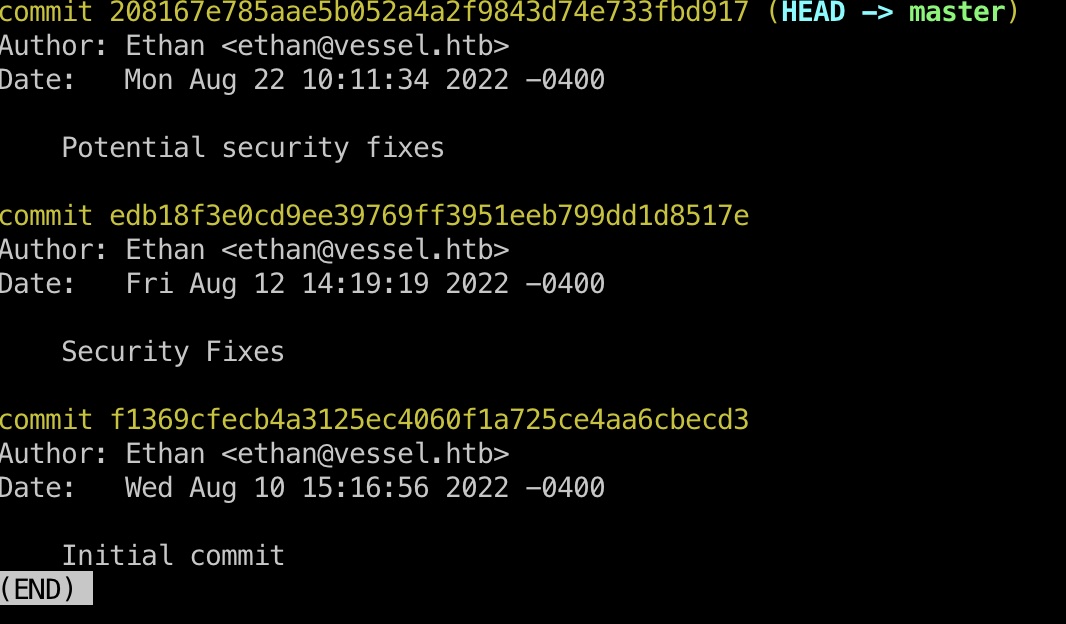 commit 208167e785aae5b052a4a2f9843d74e733fbd917 (HEAD -> master)
Author: Ethan <ethan@vessel.htb>
Date:   Mon Aug 22 10:11:34 2022 -0400
    Potential security fixes
commit edb18f3e0cd9ee39769ff3951eeb799dd1d8517e
Author: Ethan <ethan@vessel.htb>
Date:   Fri Aug 12 14:19:19 2022 -0400
    Security Fixes
commit f1369cfecb4a3125ec4060f1a725ce4aa6cbecd3
Author: Ethan <ethan@vessel.htb>
Date:   Wed Aug 10 15:16:56 2022 -0400
    Initial commit
(END)